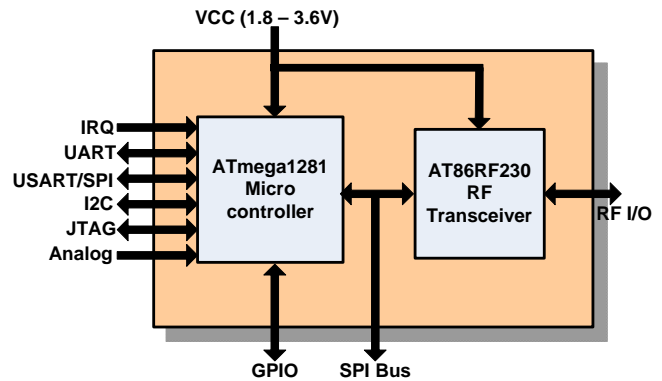 VCC (1.8 – 3.6V)
IRQ
UART
USART/SPI
I2C
JTAG
Analog
ATmega1281
Micro
controller
AT86RF230
RF
Transceiver
RF I/O
GPIO
SPI Bus